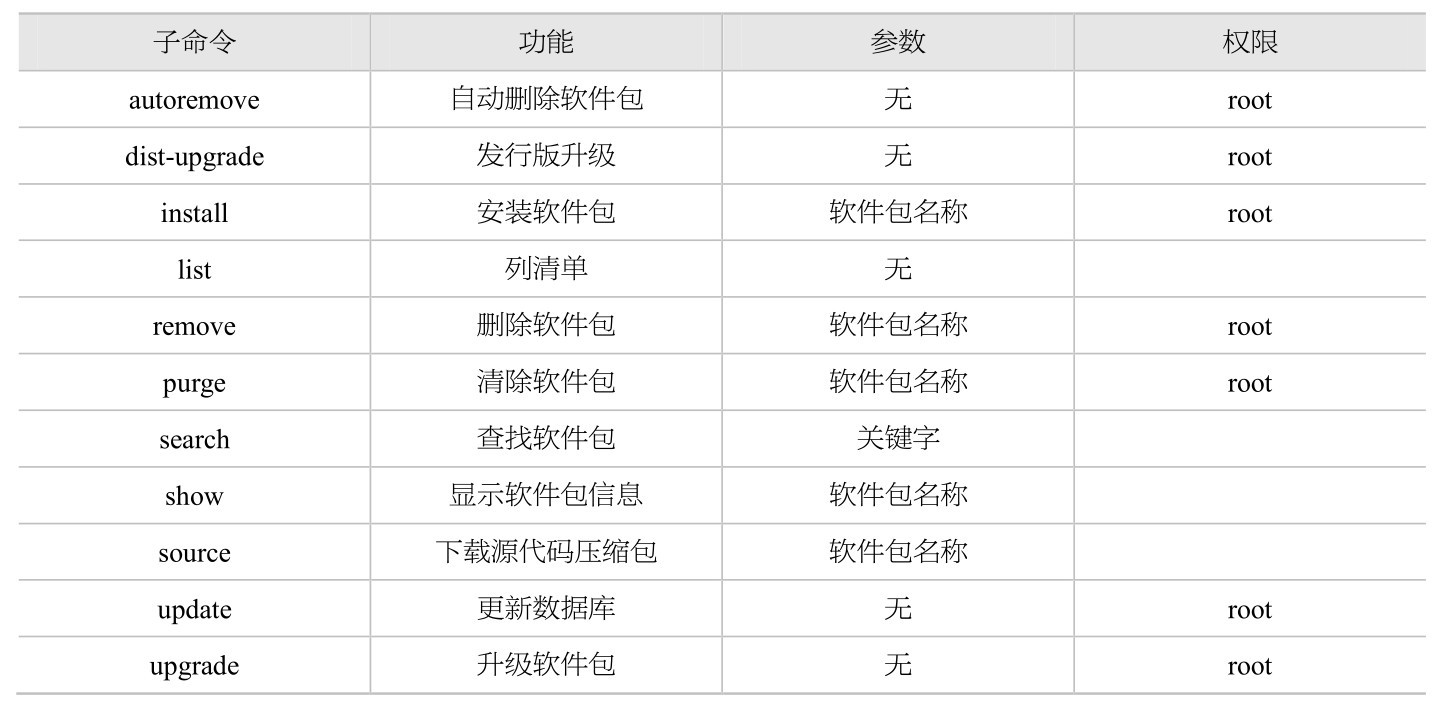 子命令 功能 参数 权限
autoremove 自动删除软件包 无 root
dist-upgrade 发行版升级 无 root
install 安装软件包 软件包名称 root
list 列清单 无
remove 删除软件包 软件包名称 root
purge 清除软件包 软件包名称 root
search 查找软件包 关键字
show 显示软件包信息 软件包名称
source 下载源代码压缩包 软件包名称
update 更新数据库 无 root
upgrade 升级软件包 无 root